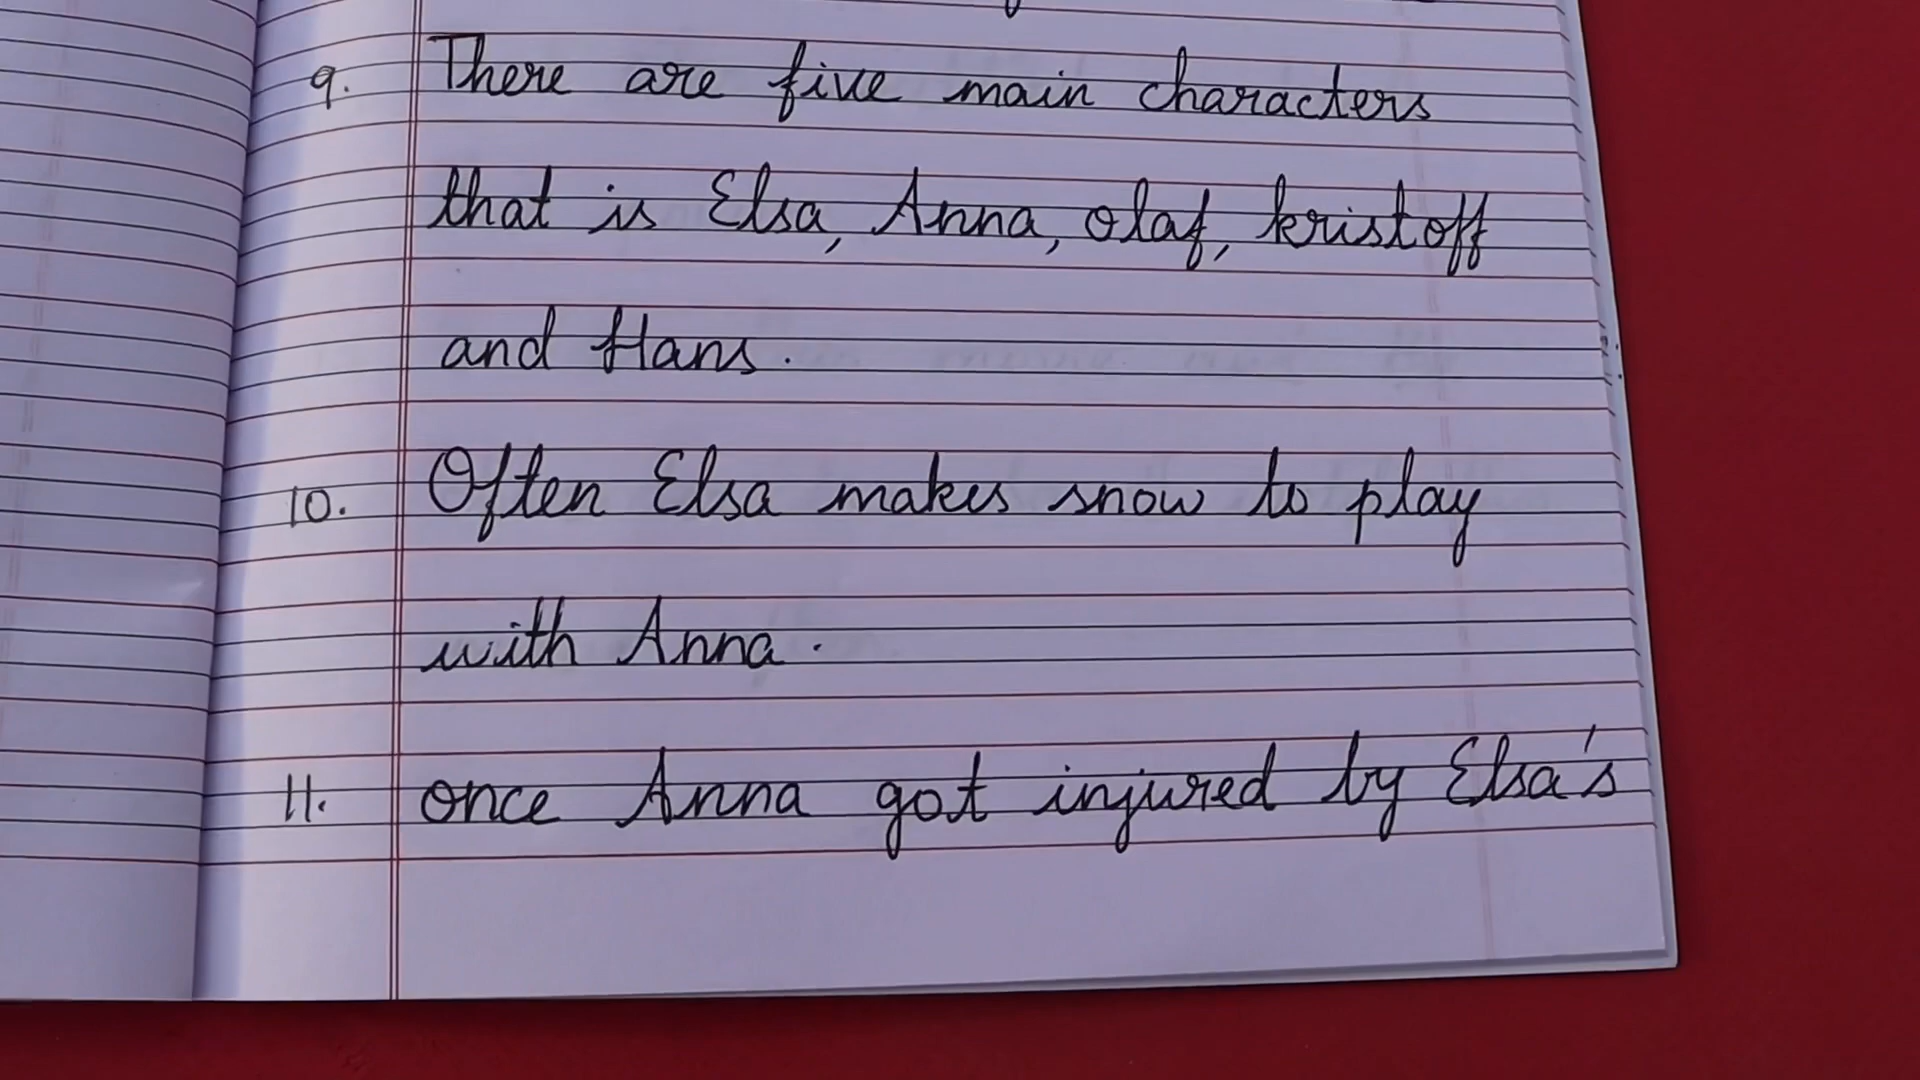 9. There are five main characters
that is Elsa, Anna, olaf, kristoff
and Hans.
10. Often Elsa makes snow to play
with Anna.
11. once Anna got injured by Elsa's